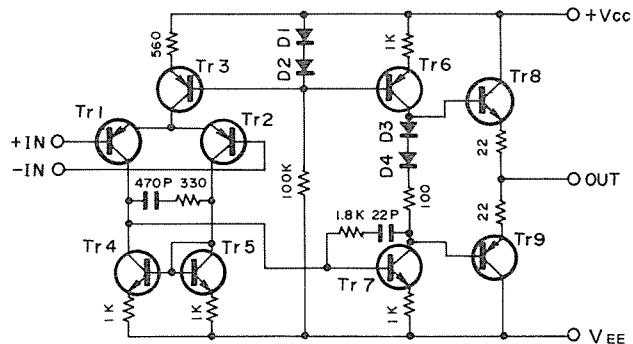 +Vcc
560
D1
D2
1K
Tr3
Tr6
Tr8
Tr1
Tr2
+IN
-IN
D3
D4
22
470P
330
100K
100
OUT
1.8K
22P
22
Tr4
Tr5
Tr7
Tr9
1K
1K
1K
VEE